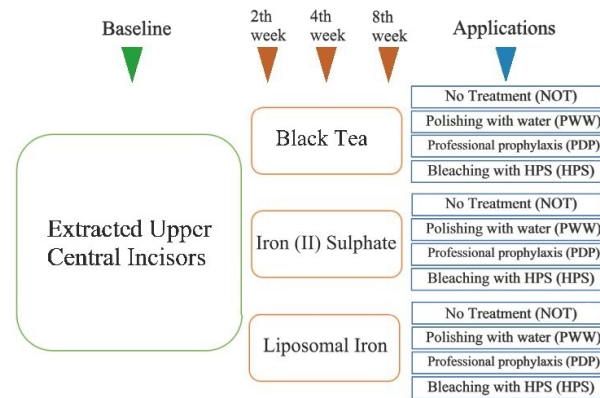 Baseline
2th
week
4th
week
8th
week
Applications
Extracted Upper
Central Incisors
Black Tea
No Treatment (NOT)
Polishing with water (PWW)
Professional prophylaxis (PDP)
Bleaching with HPS (HPS)
Iron (II) Sulphate
No Treatment (NOT)
Polishing with water (PWW)
Professional prophylaxis (PDP)
Bleaching with HPS (HPS)
Liposomal Iron
No Treatment (NOT)
Polishing with water (PWW)
Professional prophylaxis (PDP)
Bleaching with HPS (HPS)